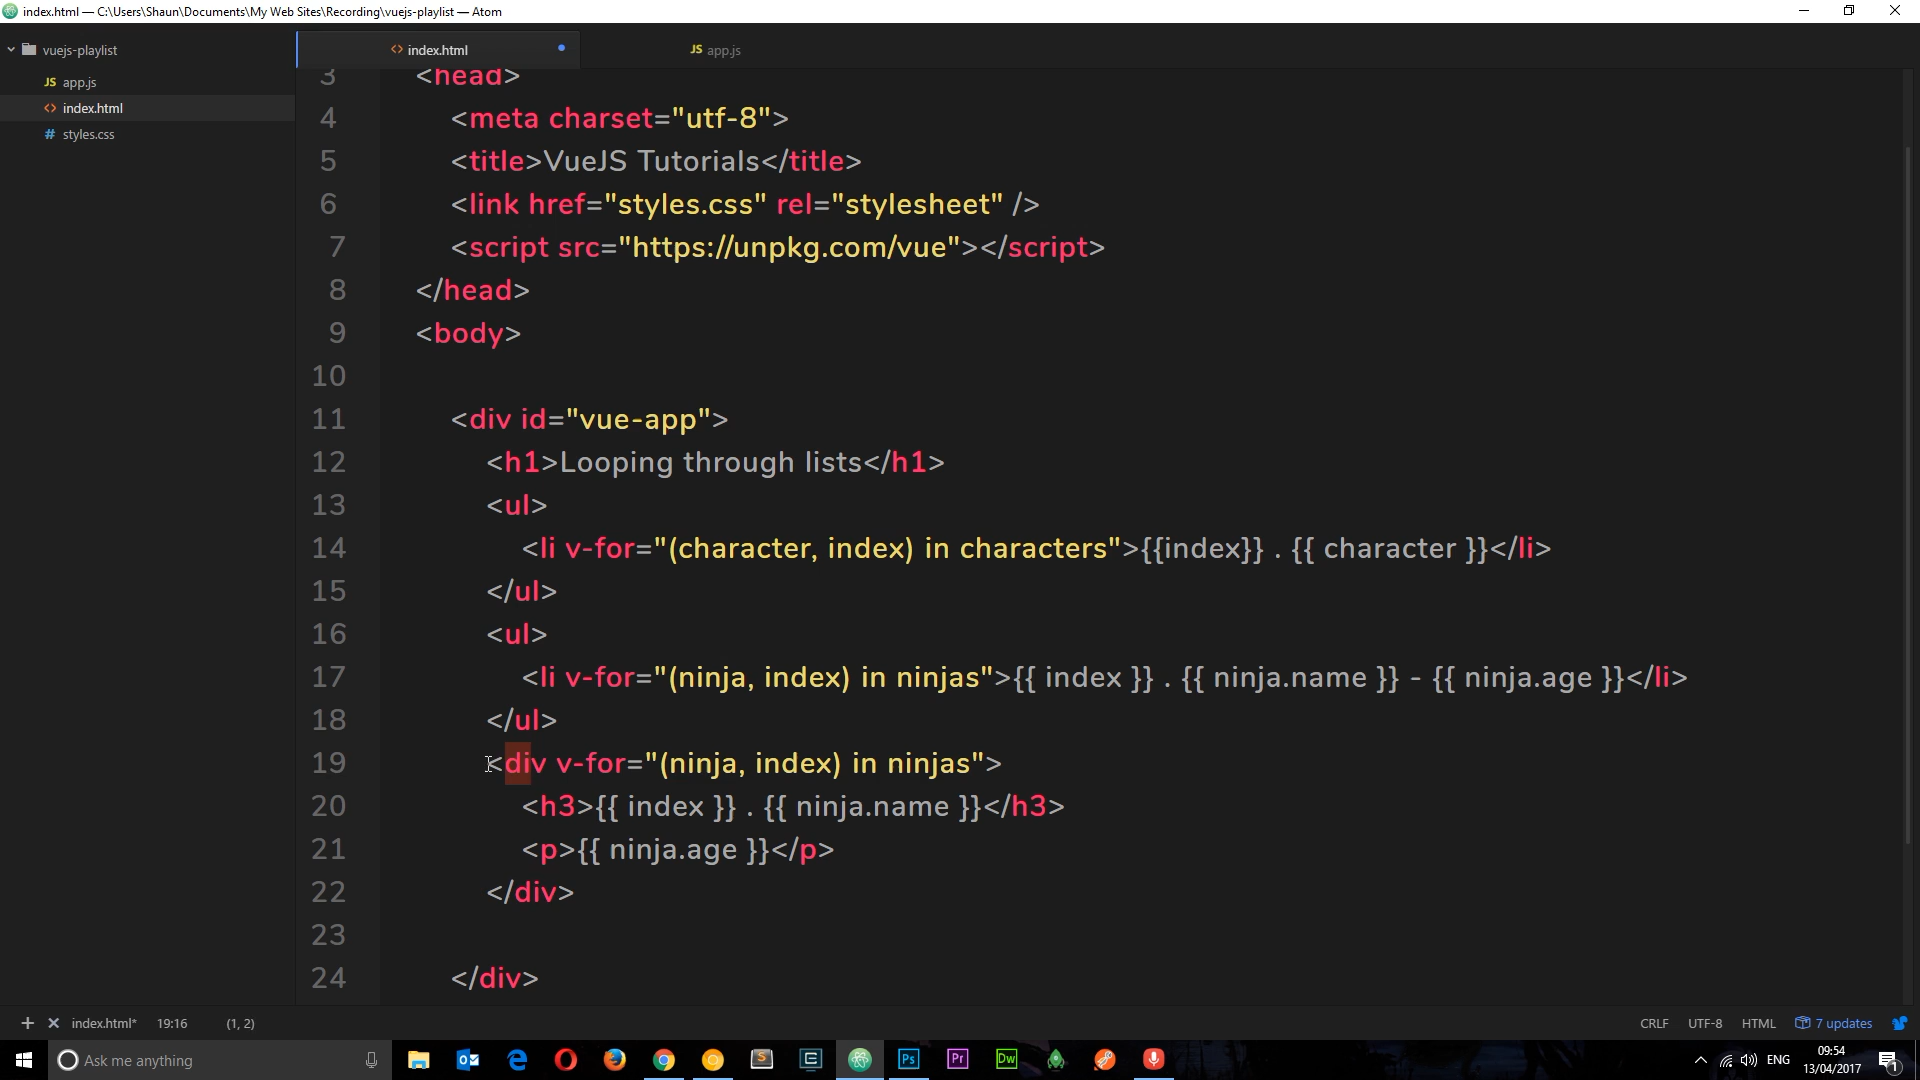 index.html — C:\Users\Shaun\Documents\My Web Sites\Recording\vuejs-playlist — Atom
vuejs-playlist
JS app.js
<> index.html
# styles.css
<> index.html
JS app.js
3 <head>
4 <meta charset="utf-8">
5 <title>VueJS Tutorials</title>
6 <link href="styles.css" rel="stylesheet" />
7 <script src="https://unpkg.com/vue"></script>
8 </head>
9 <body>
10
11 <div id="vue-app">
12 <h1>Looping through lists</h1>
13 <ul>
14 <li v-for="(character, index) in characters">{{index}} . {{ character }}</li>
15 </ul>
16 <ul>
17 <li v-for="(ninja, index) in ninjas">{{ index }} . {{ ninja.name }} - {{ ninja.age }}</li>
18 </ul>
19 <div v-for="(ninja, index) in ninjas">
20 <h3>{{ index }} . {{ ninja.name }}</h3>
21 <p>{{ ninja.age }}</p>
22 </div>
23
24 </div>
index.html* 19:16 (1, 2) CRLF UTF-8 HTML 7 updates
Ask me anything Ps Pr Dw ENG 09:54
13/04/2017 1